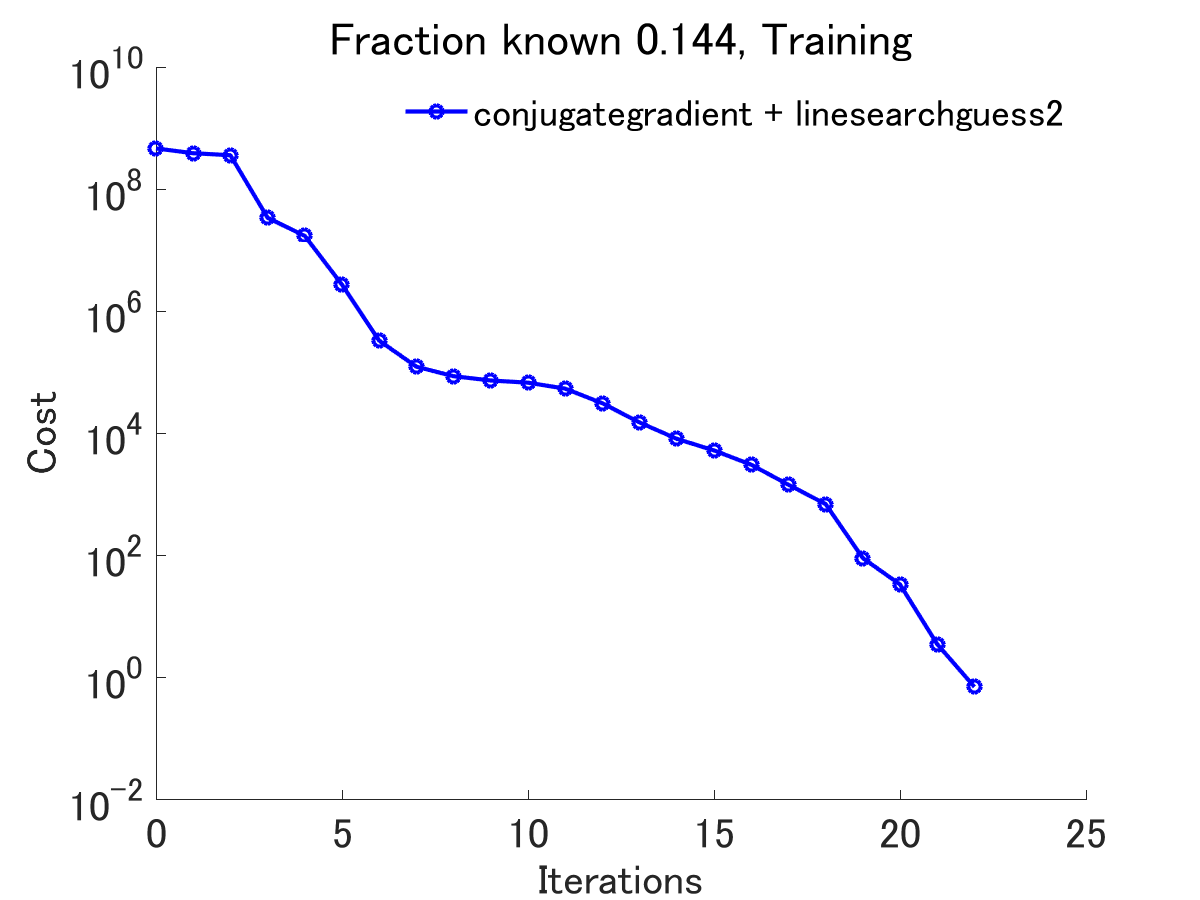 Fraction known 0.144, Training
conjugategradient + linesearchguess2
10^10
10^8
10^6
10^4
10^2
10^0
10^-2
Cost
0 5 10 15 20 25
Iterations